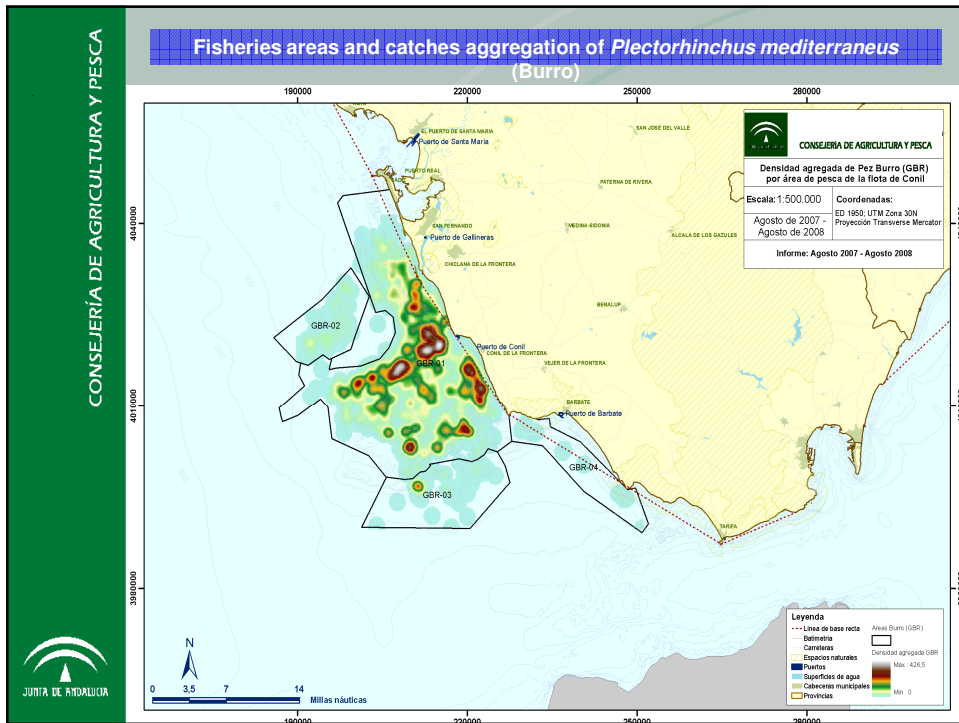 Fisheries areas and catches aggregation of Plectorhinchus mediterraneus
(Burro)
CONSEJERÍA DE AGRICULTURA Y PESCA
JUNTA DE ANDALUCIA
190000
220000
250000
280000
EL PUERTO DE SANTA MARIA
Puerto de Santa María
SAN JOSÉ DEL VALLE
PUERTO REAL
PATERNA DE RIVERA
SAN FERNANDO
Puerto de Gallineras
MEDINA-SIDONIA
ALCALA DE LOS GAZULES
CHICLANA DE LA FRONTERA
BENALUP
GBR-02
Puerto de Conil
CONIL DE LA FRONTERA
GBR-01
VEJER DE LA FRONTERA
BARBATE
Puerto de Barbate
GBR-04
GBR-03
TARIFA
4040000
4010000
3980000
CONSEJERÍA DE AGRICULTURA Y PESCA
Densidad agregada de Pez Burro (GBR)
por área de pesca de la flota de Conil
Escala: 1:500.000
Agosto de 2007 -
Agosto de 2008
Coordenadas:
ED 1950; UTM Zona 30N
Proyección Transverse Mercator
Informe: Agosto 2007 - Agosto 2008
N
0 3,5 7 14
Millas náuticas
Leyenda
Línea de base recta
Batimetría
Carreteras
Espacios naturales
Puertos
Superficies de agua
Cabeceras municipales
Provincias
Areas Burro (GBR)
Densidad agregada GBR
Max : 426,5
Min : 0
190000
220000
250000
280000